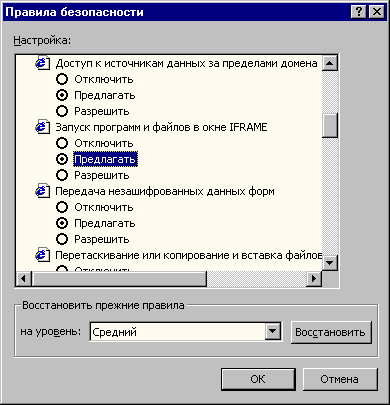 Правила безопасности
Настройка:
Доступ к источникам данных за пределами домена
Отключить
Предлагать
Разрешить
Запуск программ и файлов в окне IFRAME
Отключить
Предлагать
Разрешить
Передача незашифрованных данных форм
Отключить
Предлагать
Разрешить
Перетаскивание или копирование и вставка файлов
Отключить
Восстановить прежние правила
на уровень: Средний Восстановить
OK Отмена